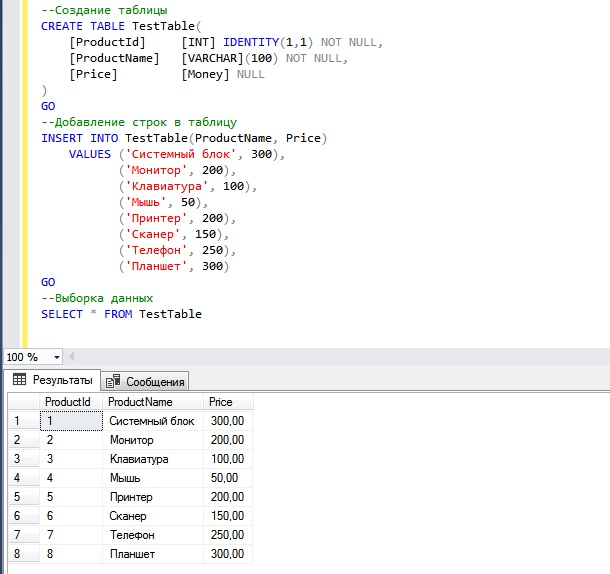 --Создание таблицы
CREATE TABLE TestTable(
[ProductId] [INT] IDENTITY(1,1) NOT NULL,
[ProductName] [VARCHAR](100) NOT NULL,
[Price] [Money] NULL
)
GO
--Добавление строк в таблицу
INSERT INTO TestTable(ProductName, Price)
VALUES ('Системный блок', 300),
('Монитор', 200),
('Клавиатура', 100),
('Мышь', 50),
('Принтер', 200),
('Сканер', 150),
('Телефон', 250),
('Планшет', 300)
GO
--Выборка данных
SELECT * FROM TestTable
100 %
Результаты Сообщения
ProductId ProductName Price
1 1 Системный блок 300,00
2 2 Монитор 200,00
3 3 Клавиатура 100,00
4 4 Мышь 50,00
5 5 Принтер 200,00
6 6 Сканер 150,00
7 7 Телефон 250,00
8 8 Планшет 300,00